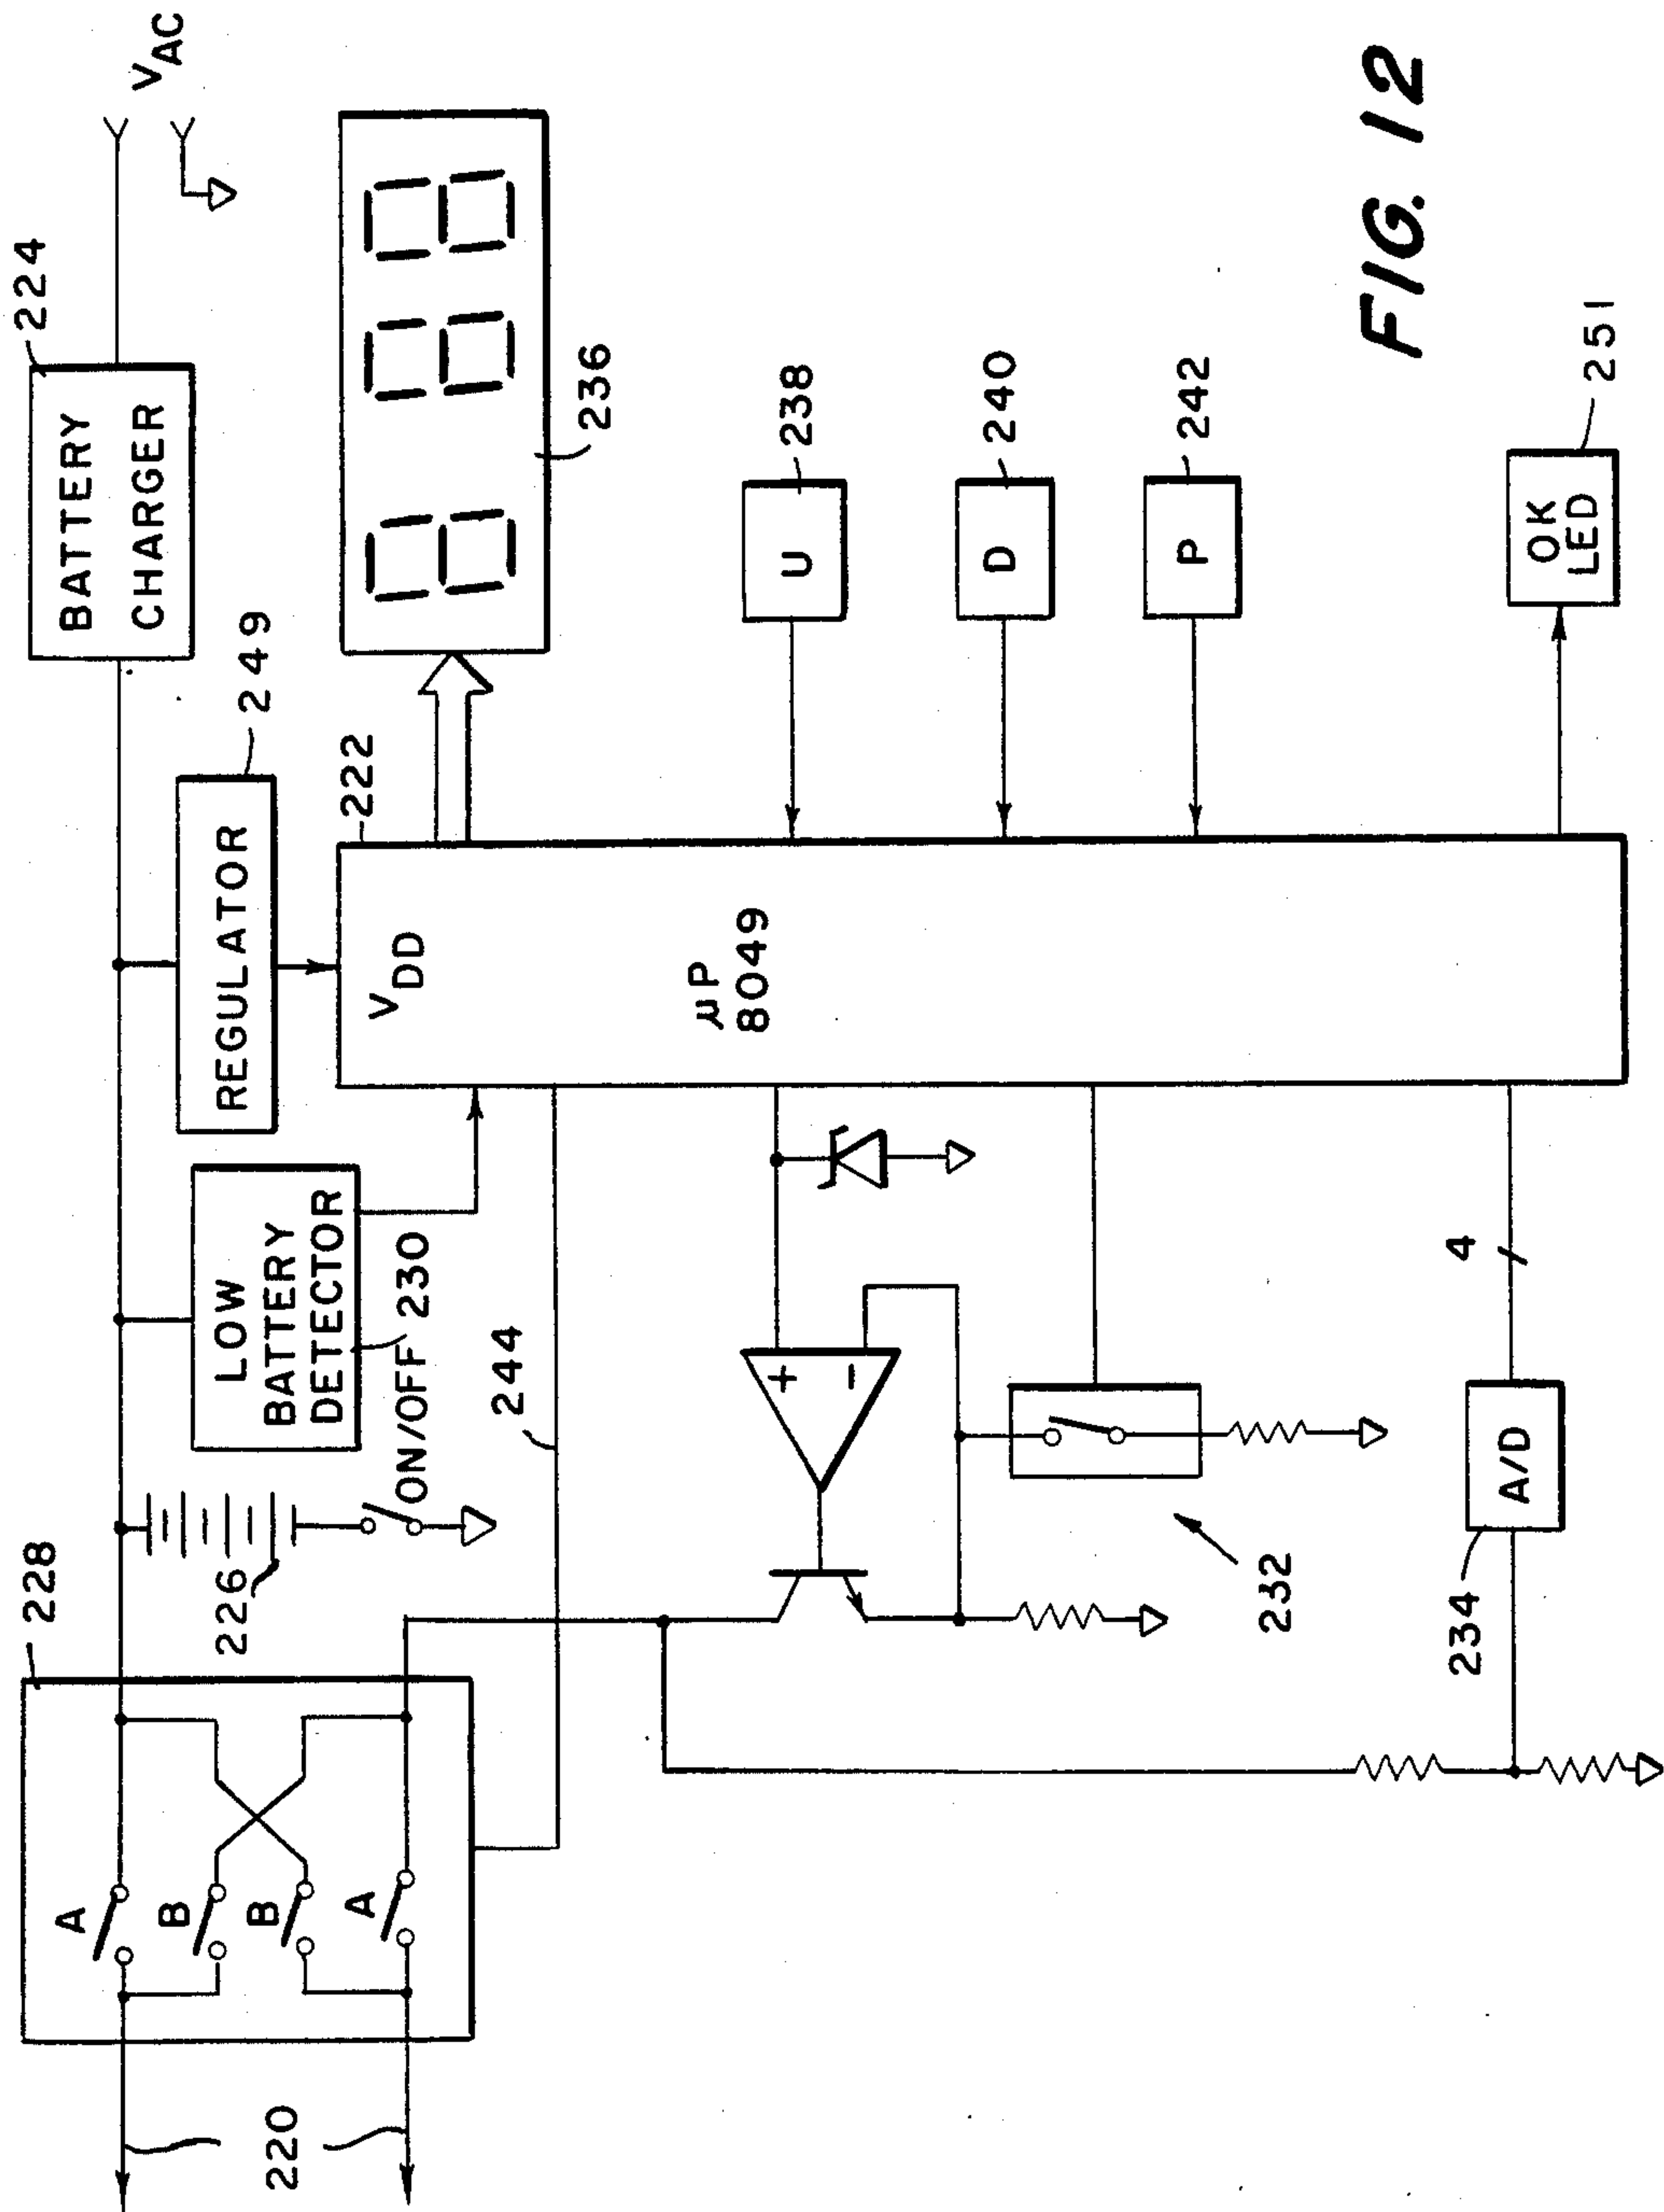 228
A
B
B
A
220
226
ON/OFF
LOW
BATTERY
DETECTOR
230
244
REGULATOR
249
BATTERY
CHARGER
224
VAC
222
VDD
µP
8049
236
U
238
D
240
P
242
OK
LED
251
+
−
232
A/D
234
4
FIG. 12